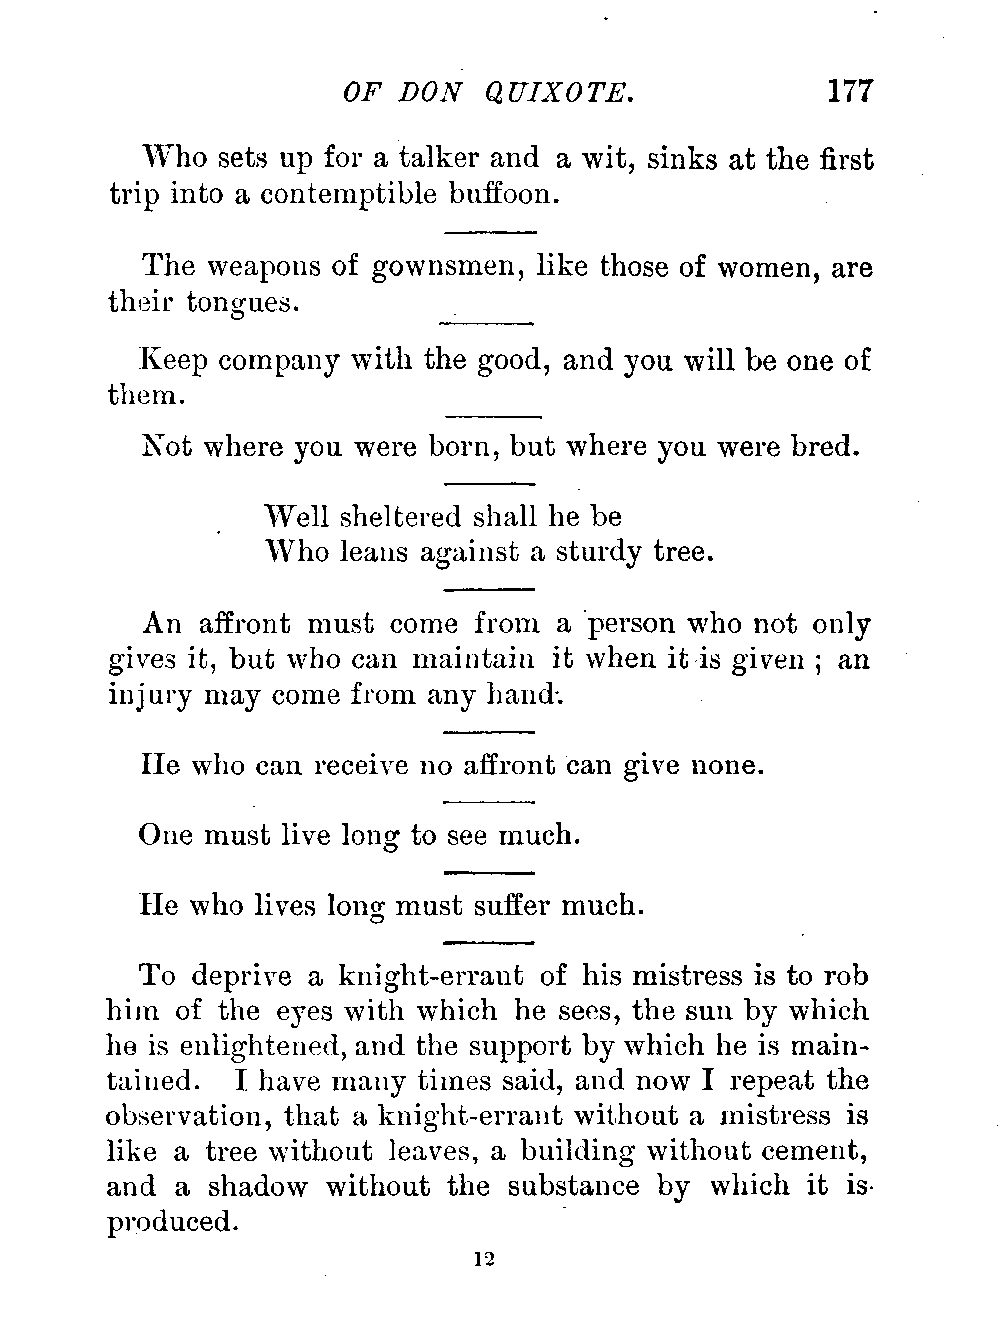 OF DON QUIXOTE. 177
Who sets up for a talker and a wit, sinks at the first
trip into a contemptible buffoon.
The weapons of gownsmen, like those of women, are
their tongues.
Keep company with the good, and you will be one of
them.
Not where you were born, but where you were bred.
Well sheltered shall he be
Who leans against a sturdy tree.
An affront must come from a person who not only
gives it, but who can maintain it when it is given ; an
injury may come from any hand.
He who can receive no affront can give none.
One must live long to see much.
He who lives long must suffer much.
To deprive a knight-errant of his mistress is to rob
him of the eyes with which he sees, the sun by which
he is enlightened, and the support by which he is main-
tained. I have many times said, and now I repeat the
observation, that a knight-errant without a mistress is
like a tree without leaves, a building without cement,
and a shadow without the substance by which it is
produced.
12